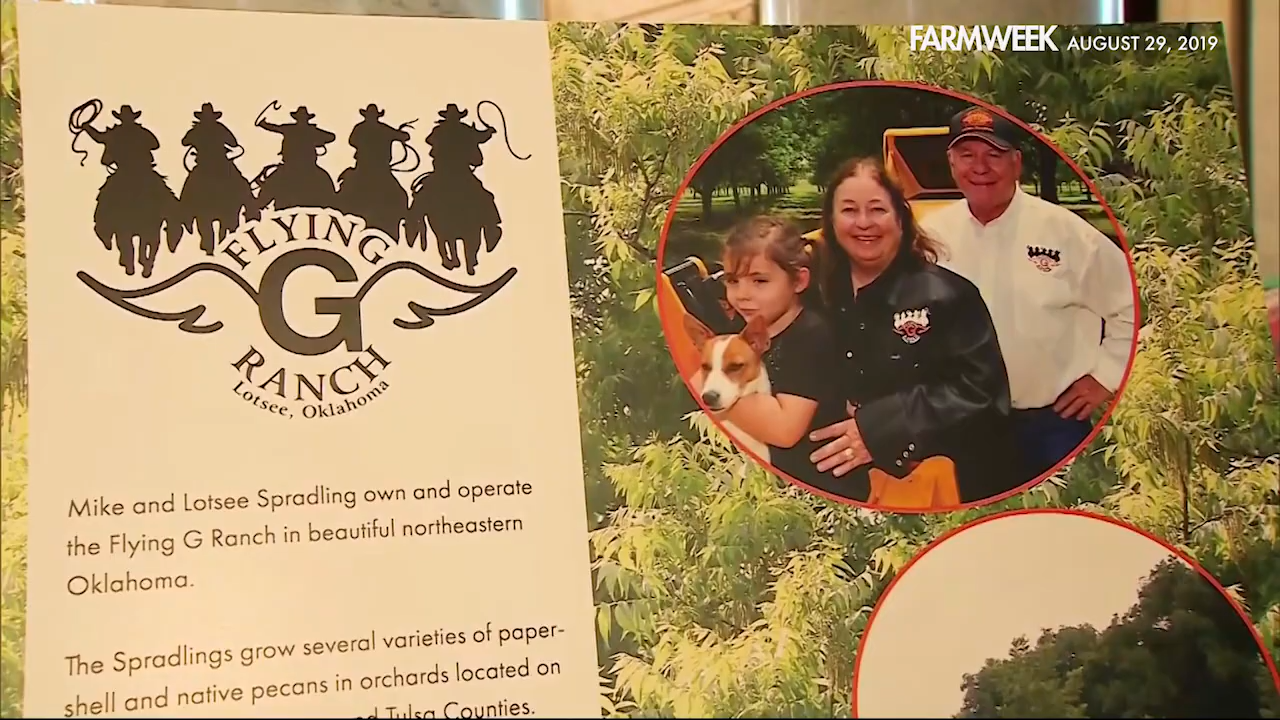 FARMWEEK AUGUST 29, 2019
FLYING
G
RANCH
Lotsee, Oklahoma
Mike and Lotsee Spradling own and operate
the Flying G Ranch in beautiful northeastern
Oklahoma.
The Spradlings grow several varieties of paper-
shell and native pecans in orchards located on
Tulsa Counties.